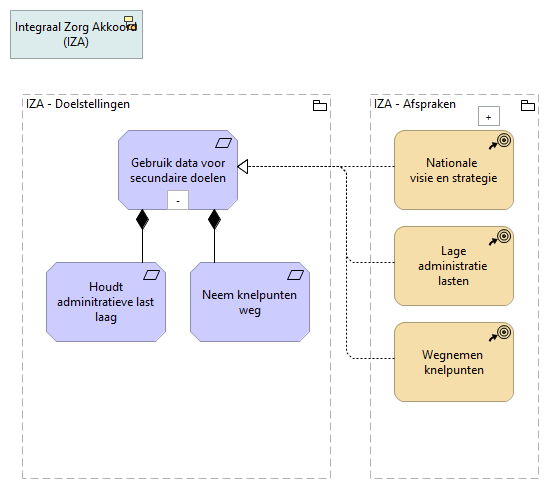 Integraal Zorg Akkoord
(IZA)
IZA - Doelstellingen
IZA - Afspraken
+
Gebruik data voor
secundaire doelen
-
Nationale
visie en strategie
Houdt
adminitratieve last
laag
Neem knelpunten
weg
Lage
administratie
lasten
Wegnemen
knelpunten